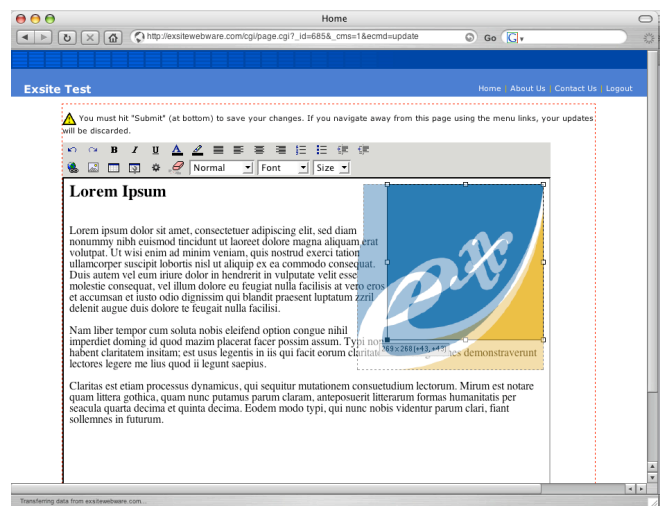 Home
http://exsitewebware.com/cgi/page.cgi?_id=685&_cms=1&ecmd=update
Go
G
Exsite Test
Home | About Us | Contact Us | Logout
You must hit "Submit" (at bottom) to save your changes. If you navigate away from this page using the menu links, your updates
will be discarded.
B I U A
Normal Font Size
Lorem Ipsum
ex
Lorem ipsum dolor sit amet, consectetuer adipiscing elit, sed diam
nonummy nibh euismod tincidunt ut laoreet dolore magna aliquam erat
volutpat. Ut wisi enim ad minim veniam, quis nostrud exerci tation
ullamcorper suscipit lobortis nisl ut aliquip ex ea commodo consequat.
Duis autem vel eum iriure dolor in hendrerit in vulputate velit esse
molestie consequat, vel illum dolore eu feugiat nulla facilisis at vero eros
et accumsan et iusto odio dignissim qui blandit praesent luptatum zzril
delenit augue duis dolore te feugait nulla facilisi.
Nam liber tempor cum soluta nobis eleifend option congue nihil
imperdiet doming id quod mazim placerat facer possim assum. Typi non
habent claritatem insitam; est usus legentis in iis qui facit eorum claritatem demonstraverunt
269 x 268 (+43, +43)
lectores legere me lius quod ii legunt saepius.
Claritas est etiam processus dynamicus, qui sequitur mutationem consuetudium lectorum. Mirum est notare
quam littera gothica, quam nunc putamus parum claram, anteposuerit litterarum formas humanitatis per
seacula quarta decima et quinta decima. Eodem modo typi, qui nunc nobis videntur parum clari, fiant
sollemnes in futurum.
Transferring data from exsitewebware.com...